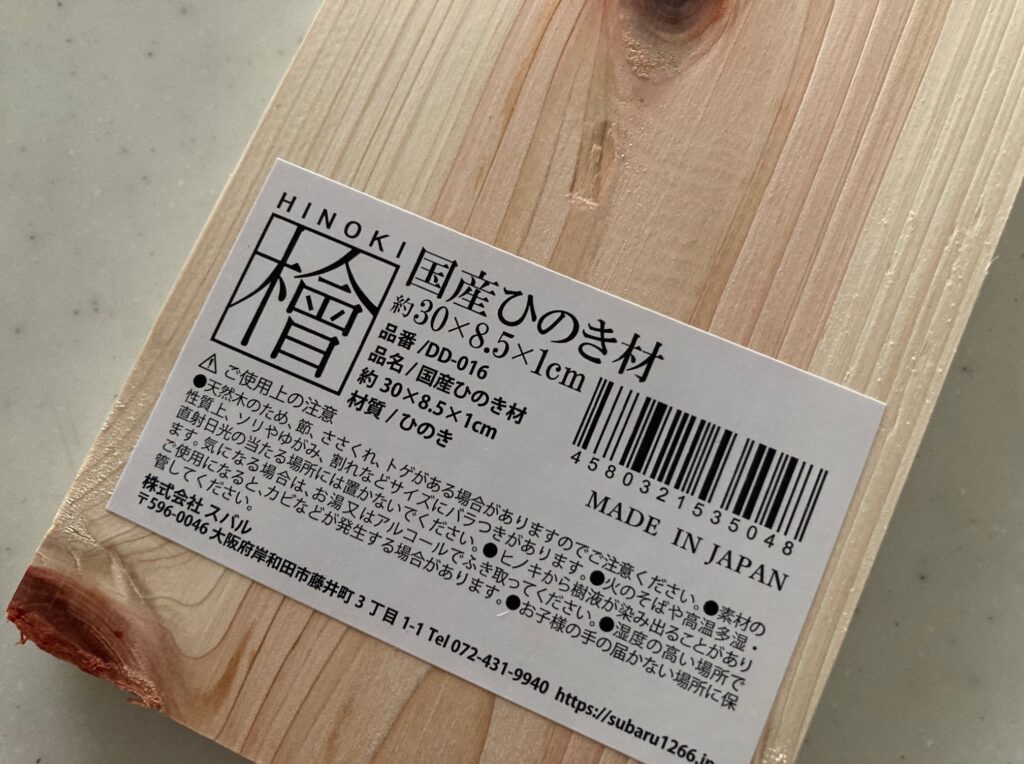 HINOKI
檜
国産ひのき材
約30×8.5×1cm
品番 /DD-016
品名 / 国産ひのき材
約 30×8.5×1cm
材質 / ひのき
4580321535048
MADE IN JAPAN
⚠ ご使用上の注意
●天然木のため、節、ささくれ、トゲがある場合がありますのでご注意ください。●素材の
性質上、ソリやゆがみ、割れなどサイズにバラつきがあります。●火のそばや高温多湿・
直射日光の当たる場所には置かないでください。●ヒノキから樹液が染み出ることがあり
ます。気になる場合は、お湯又はアルコールでふき取ってください。●湿度の高い場所で
ご使用になると、カビなどが発生する場合があります。●お子様の手の届かない場所に保
管してください。
株式会社 スバル
〒596-0046 大阪府岸和田市藤井町 3 丁目 1-1 Tel 072-431-9940 https://subaru1266.jp